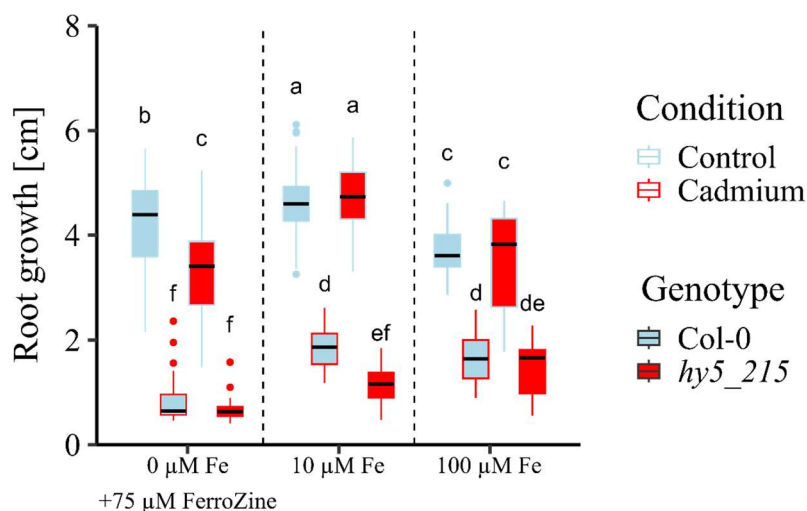 Root growth [cm]
8
6
4
2
0
b
c
f
f
a
a
d
ef
c
c
d
de
0 µM Fe
+75 µM FerroZine
10 µM Fe
100 µM Fe
Condition
Control
Cadmium
Genotype
Col-0
hy5_215